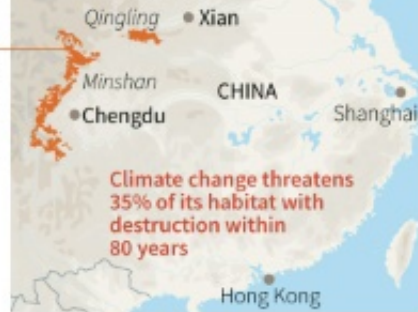 Qingling
Xian
Minshan
CHINA
Chengdu
Shanghai
Climate change threatens
35% of its habitat with
destruction within
80 years
Hong Kong